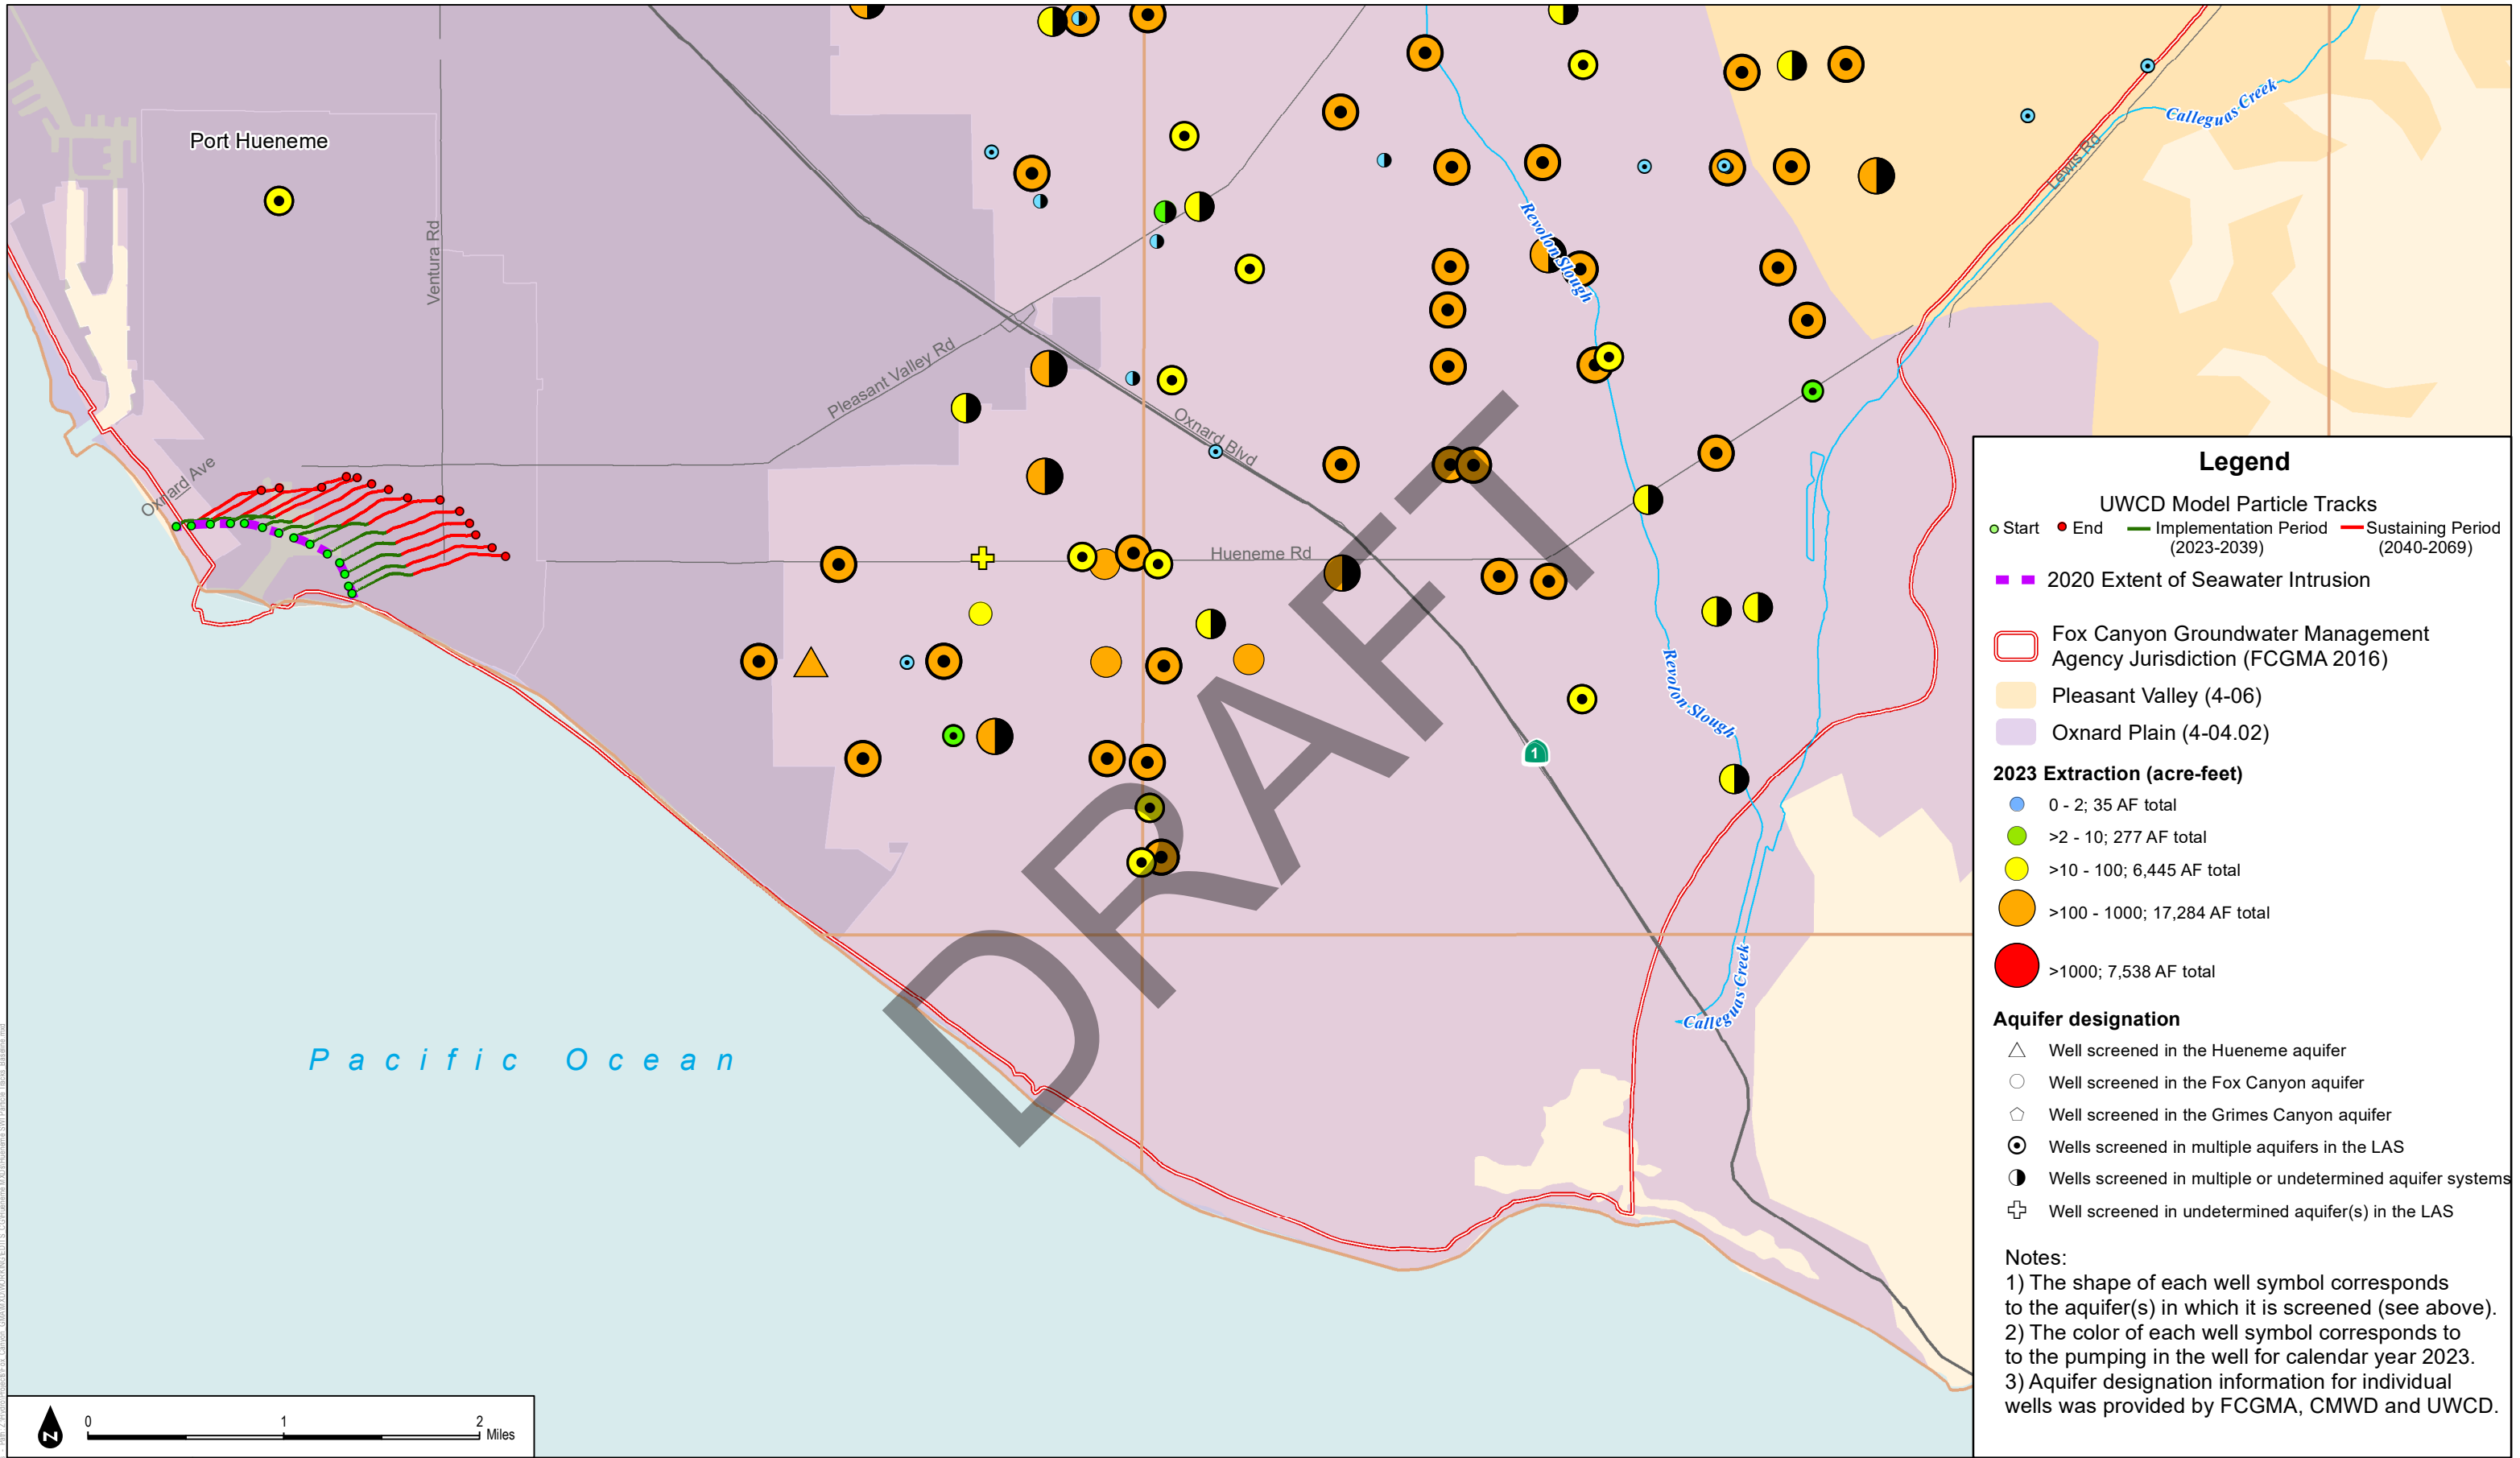 Port Hueneme
Ventura Rd
Pleasant Valley Rd
Oxnard Blvd
Oxnard Ave
Hueneme Rd
Lewis Rd
Calleguas Creek
Revolon Slough
Revolon Slough
Calleguas Creek
1
Pacific Ocean
DRAFT
N
0 1 2
Miles
Legend
UWCD Model Particle Tracks
Start End Implementation Period Sustaining Period
(2023-2039) (2040-2069)
2020 Extent of Seawater Intrusion
Fox Canyon Groundwater Management
Agency Jurisdiction (FCGMA 2016)
Pleasant Valley (4-06)
Oxnard Plain (4-04.02)
2023 Extraction (acre-feet)
0 - 2; 35 AF total
>2 - 10; 277 AF total
>10 - 100; 6,445 AF total
>100 - 1000; 17,284 AF total
>1000; 7,538 AF total
Aquifer designation
Well screened in the Hueneme aquifer
Well screened in the Fox Canyon aquifer
Well screened in the Grimes Canyon aquifer
Wells screened in multiple aquifers in the LAS
Wells screened in multiple or undetermined aquifer systems
Well screened in undetermined aquifer(s) in the LAS
Notes:
1) The shape of each well symbol corresponds
to the aquifer(s) in which it is screened (see above).
2) The color of each well symbol corresponds to
to the pumping in the well for calendar year 2023.
3) Aquifer designation information for individual
wells was provided by FCGMA, CMWD and UWCD.